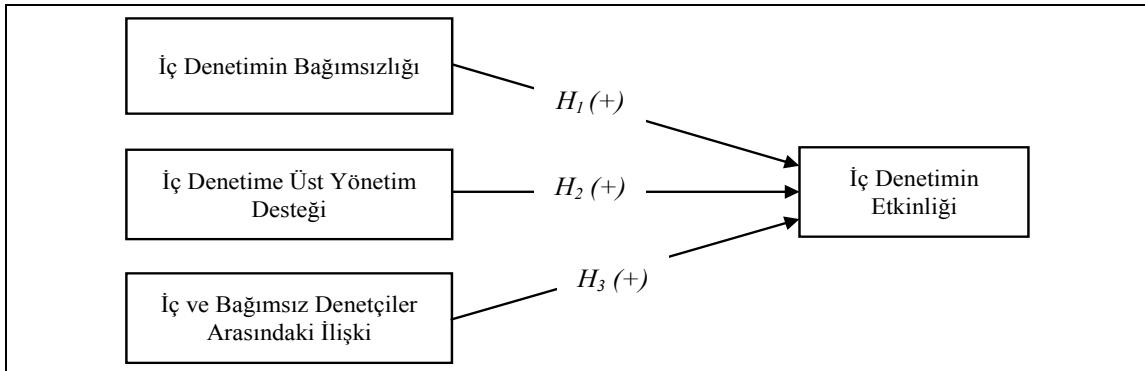 İç Denetimin Bağımsızlığı
H₁ (+)
İç Denetime Üst Yönetim
Desteği
H₂ (+)
İç Denetimin
Etkinliği
İç ve Bağımsız Denetçiler
Arasındaki İlişki
H₃ (+)